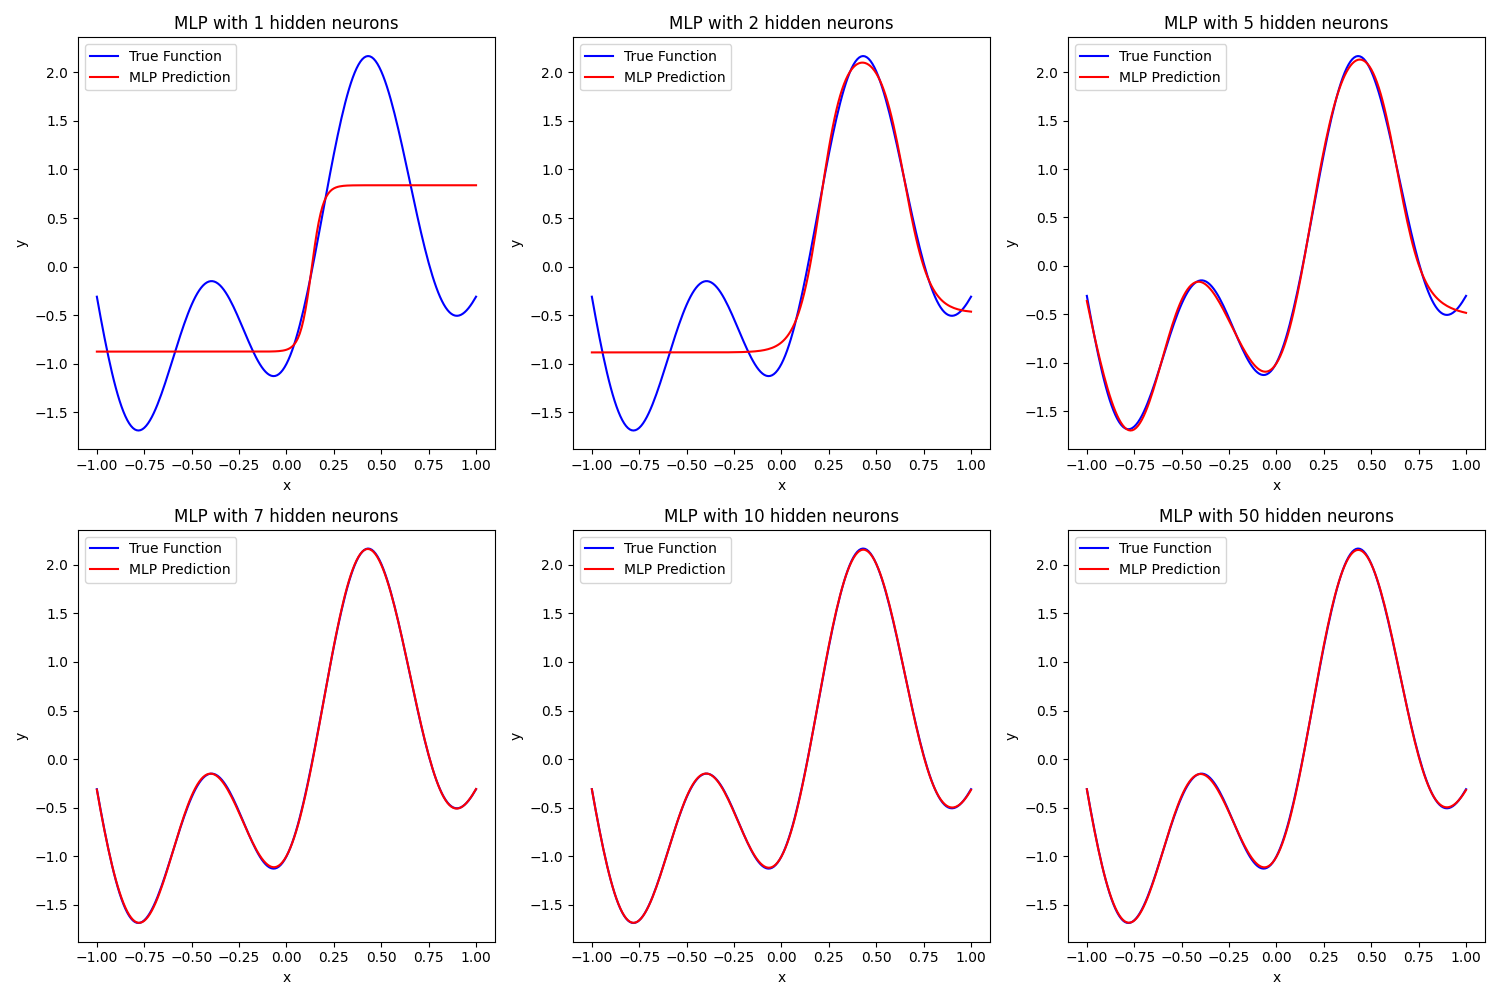 MLP with 1 hidden neurons
True Function
MLP Prediction
2.0
1.5
1.0
0.5
0.0
−0.5
−1.0
−1.5
y
−1.00 −0.75 −0.50 −0.25 0.00 0.25 0.50 0.75 1.00
x
MLP with 2 hidden neurons
True Function
MLP Prediction
2.0
1.5
1.0
0.5
0.0
−0.5
−1.0
−1.5
y
−1.00 −0.75 −0.50 −0.25 0.00 0.25 0.50 0.75 1.00
x
MLP with 5 hidden neurons
True Function
MLP Prediction
2.0
1.5
1.0
0.5
0.0
−0.5
−1.0
−1.5
y
−1.00 −0.75 −0.50 −0.25 0.00 0.25 0.50 0.75 1.00
x
MLP with 7 hidden neurons
True Function
MLP Prediction
2.0
1.5
1.0
0.5
0.0
−0.5
−1.0
−1.5
y
−1.00 −0.75 −0.50 −0.25 0.00 0.25 0.50 0.75 1.00
x
MLP with 10 hidden neurons
True Function
MLP Prediction
2.0
1.5
1.0
0.5
0.0
−0.5
−1.0
−1.5
y
−1.00 −0.75 −0.50 −0.25 0.00 0.25 0.50 0.75 1.00
x
MLP with 50 hidden neurons
True Function
MLP Prediction
2.0
1.5
1.0
0.5
0.0
−0.5
−1.0
−1.5
y
−1.00 −0.75 −0.50 −0.25 0.00 0.25 0.50 0.75 1.00
x